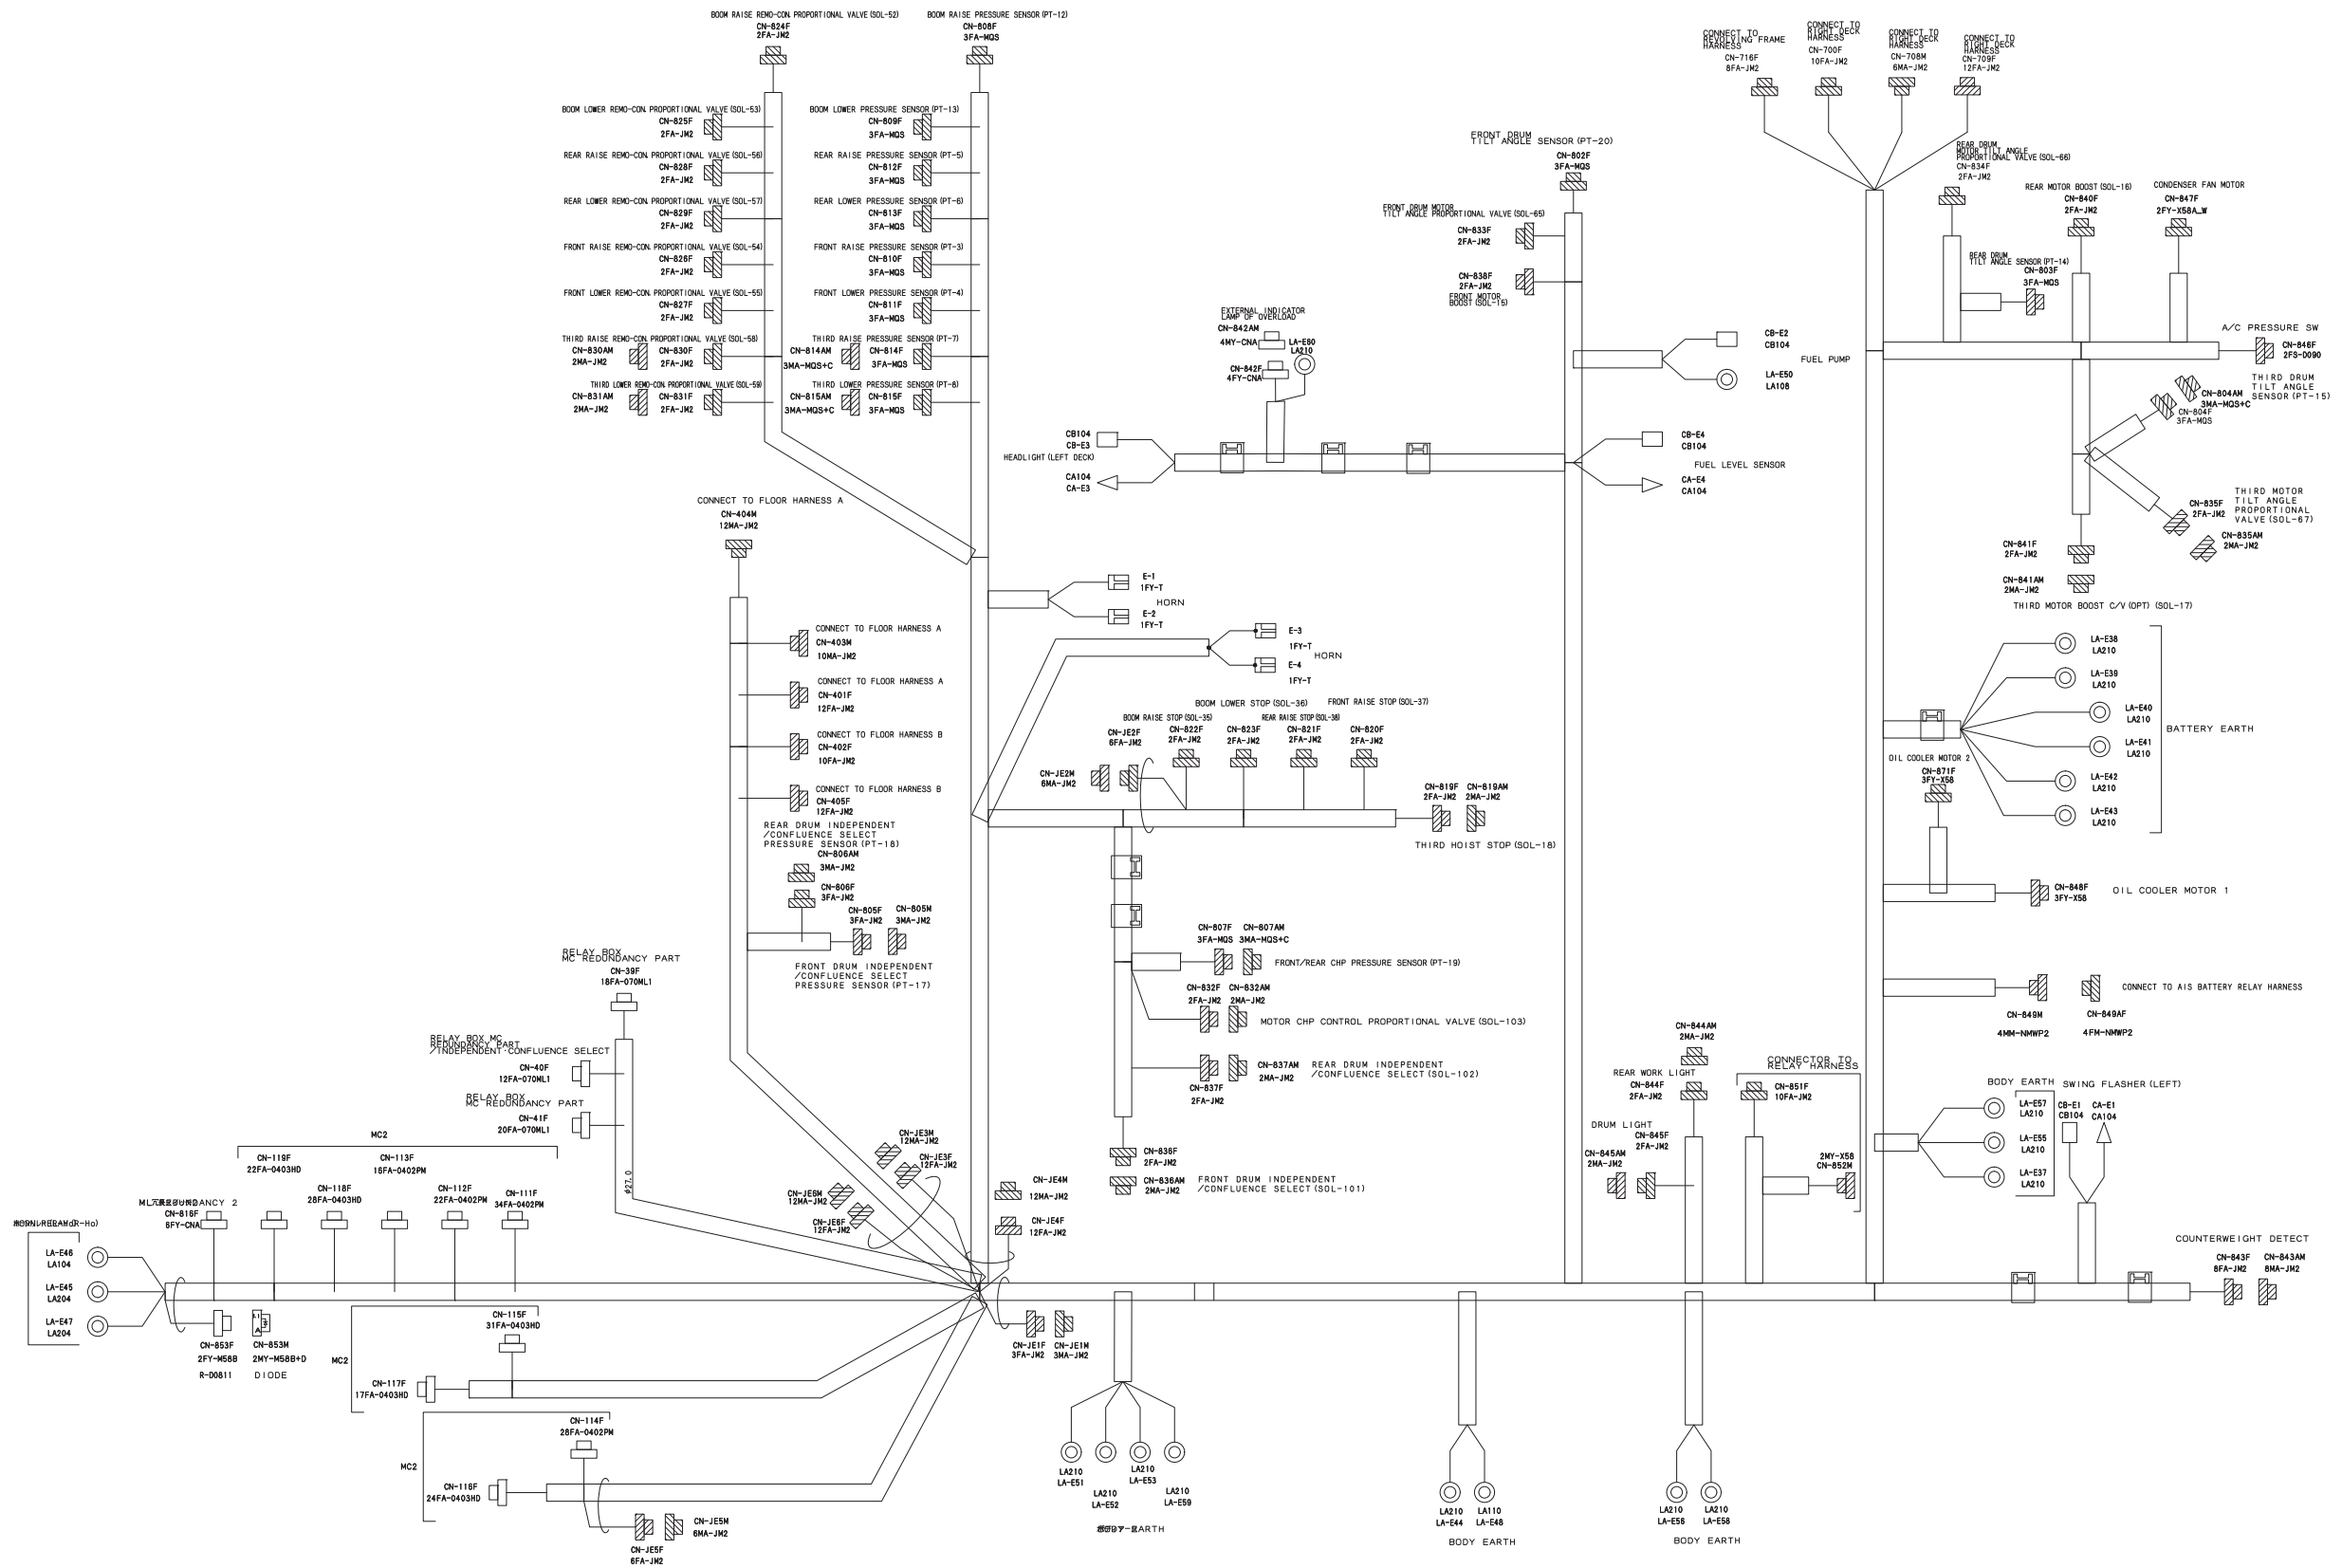 BOOM RAISE REMO-CON. PROPORTIONAL VALVE (SOL-52)
CN-824F
2FA-JM2
BOOM RAISE PRESSURE SENSOR (PT-12)
CN-808F
3FA-MQS
BOOM LOWER REMO-CON. PROPORTIONAL VALVE (SOL-53)
CN-825F
2FA-JM2
BOOM LOWER PRESSURE SENSOR (PT-13)
CN-809F
3FA-MQS
REAR RAISE REMO-CON. PROPORTIONAL VALVE (SOL-56)
CN-828F
2FA-JM2
REAR RAISE PRESSURE SENSOR (PT-5)
CN-812F
3FA-MQS
REAR LOWER REMO-CON. PROPORTIONAL VALVE (SOL-57)
CN-829F
2FA-JM2
REAR LOWER PRESSURE SENSOR (PT-6)
CN-813F
3FA-MQS
FRONT RAISE REMO-CON. PROPORTIONAL VALVE (SOL-54)
CN-826F
2FA-JM2
FRONT RAISE PRESSURE SENSOR (PT-3)
CN-810F
3FA-MQS
FRONT LOWER REMO-CON. PROPORTIONAL VALVE (SOL-55)
CN-827F
2FA-JM2
FRONT LOWER PRESSURE SENSOR (PT-4)
CN-811F
3FA-MQS
THIRD RAISE REMO-CON. PROPORTIONAL VALVE (SOL-58)
CN-830AM
2MA-JM2
CN-830F
2FA-JM2
THIRD RAISE PRESSURE SENSOR (PT-7)
CN-814AM
3MA-MQS+C
CN-814F
3FA-MQS
THIRD LOWER REMO-CON. PROPORTIONAL VALVE (SOL-59)
CN-831AM
2MA-JM2
CN-831F
2FA-JM2
THIRD LOWER PRESSURE SENSOR (PT-8)
CN-815AM
3MA-MQS+C
CN-815F
3FA-MQS
CONNECT TO
REVOLVING FRAME
HARNESS
CN-716F
8FA-JM2
CONNECT TO
RIGHT DECK
HARNESS
CN-700F
10FA-JM2
CONNECT TO
RIGHT DECK
HARNESS
CN-708M
6MA-JM2
CONNECT TO
RIGHT DECK
HARNESS
CN-709F
12FA-JM2
FRONT DRUM
TILT ANGLE SENSOR (PT-20)
CN-802F
3FA-MQS
FRONT DRUM MOTOR
TILT ANGLE PROPORTIONAL VALVE (SOL-65)
CN-833F
2FA-JM2
CN-838F
2FA-JM2
FRONT MOTOR
BOOST (SOL-15)
REAR DRUM
MOTOR TILT ANGLE
PROPORTIONAL VALVE (SOL-66)
CN-834F
2FA-JM2
REAR MOTOR BOOST (SOL-16)
CN-840F
2FA-JM2
CONDENSER FAN MOTOR
CN-847F
2FY-X58A_W
REAR DRUM
TILT ANGLE SENSOR (PT-14)
CN-803F
3FA-MQS
A/C PRESSURE SW
CN-846F
2FS-D090
EXTERNAL INDICATOR
LAMP OF OVERLOAD
CN-842AM
4MY-CNA
LA-E60
LA210
CN-842F
4FY-CNA
CB-E2
CB104
FUEL PUMP
LA-E50
LA108
THIRD DRUM
TILT ANGLE
SENSOR (PT-15)
CN-804AM
3MA-MQS+C
CN-804F
3FA-MQS
CB104
CB-E3
HEADLIGHT (LEFT DECK)
CA104
CA-E3
CB-E4
CB104
FUEL LEVEL SENSOR
CA-E4
CA104
THIRD MOTOR
TILT ANGLE
PROPORTIONAL
VALVE (SOL-67)
CN-835F
2FA-JM2
CN-835AM
2MA-JM2
CN-841F
2FA-JM2
CN-841AM
2MA-JM2
THIRD MOTOR BOOST C/V (OPT) (SOL-17)
CONNECT TO FLOOR HARNESS A
CN-404M
12MA-JM2
CONNECT TO FLOOR HARNESS A
CN-403M
10MA-JM2
CONNECT TO FLOOR HARNESS A
CN-401F
12FA-JM2
CONNECT TO FLOOR HARNESS B
CN-402F
10FA-JM2
CONNECT TO FLOOR HARNESS B
CN-405F
12FA-JM2
E-1
1FY-T
HORN
E-2
1FY-T
E-3
1FY-T
HORN
E-4
1FY-T
LA-E38
LA210
LA-E39
LA210
LA-E40
LA210
BATTERY EARTH
LA-E41
LA210
LA-E42
LA210
LA-E43
LA210
BOOM LOWER STOP (SOL-36)
FRONT RAISE STOP (SOL-37)
BOOM RAISE STOP (SOL-35)
REAR RAISE STOP (SOL-38)
CN-JE2F
6FA-JM2
CN-822F
2FA-JM2
CN-823F
2FA-JM2
CN-821F
2FA-JM2
CN-820F
2FA-JM2
CN-JE2M
6MA-JM2
CN-819F
2FA-JM2
CN-819AM
2MA-JM2
THIRD HOIST STOP (SOL-18)
OIL COOLER MOTOR 2
CN-871F
3FY-X58
CN-848F
3FY-X58
OIL COOLER MOTOR 1
REAR DRUM INDEPENDENT
/CONFLUENCE SELECT
PRESSURE SENSOR (PT-18)
CN-806AM
3MA-JM2
CN-806F
3FA-JM2
CN-805F
3FA-JM2
CN-805M
3MA-JM2
FRONT DRUM INDEPENDENT
/CONFLUENCE SELECT
PRESSURE SENSOR (PT-17)
CN-807F
3FA-MQS
CN-807AM
3MA-MQS+C
FRONT/REAR CHP PRESSURE SENSOR (PT-19)
CN-832F
2FA-JM2
CN-832AM
2MA-JM2
MOTOR CHP CONTROL PROPORTIONAL VALVE (SOL-103)
CN-837AM
2MA-JM2
REAR DRUM INDEPENDENT
/CONFLUENCE SELECT (SOL-102)
CN-837F
2FA-JM2
CN-836F
2FA-JM2
CN-836AM
2MA-JM2
FRONT DRUM INDEPENDENT
/CONFLUENCE SELECT (SOL-101)
CONNECT TO AIS BATTERY RELAY HARNESS
CN-849M
4MM-NMWP2
CN-849AF
4FM-NMWP2
RELAY BOX
MC REDUNDANCY PART
CN-39F
18FA-070ML1
RELAY BOX MC
REDUNDANCY PART
/INDEPENDENT·CONFLUENCE SELECT
CN-40F
12FA-070ML1
RELAY BOX
MC REDUNDANCY PART
CN-41F
20FA-070ML1
φ27.0
CN-844AM
2MA-JM2
REAR WORK LIGHT
CN-844F
2FA-JM2
CONNECTOR TO
RELAY HARNESS
CN-851F
10FA-JM2
DRUM LIGHT
CN-845F
2FA-JM2
CN-845AM
2MA-JM2
2MY-X58
CN-852M
BODY EARTH
SWING FLASHER (LEFT)
LA-E57
LA210
CB-E1
CB104
CA-E1
CA104
LA-E55
LA210
LA-E37
LA210
COUNTERWEIGHT DETECT
CN-843F
8FA-JM2
CN-843AM
8MA-JM2
MC2
CN-119F
22FA-0403HD
CN-113F
16FA-0402PM
CN-118F
28FA-0403HD
CN-112F
22FA-0402PM
CN-111F
34FA-0402PM
CN-816F
6FY-CNA
LA-E46
LA104
LA-E45
LA204
LA-E47
LA204
CN-853F
2FY-M58B
R-D0811
CN-853M
2MY-M58B+D
DIODE
CN-JE3M
12MA-JM2
CN-JE3F
12FA-JM2
CN-JE6M
12MA-JM2
CN-JE6F
12FA-JM2
CN-JE4M
12MA-JM2
CN-JE4F
12FA-JM2
CN-JE1F
3FA-JM2
CN-JE1M
3MA-JM2
CN-115F
31FA-0403HD
MC2
CN-117F
17FA-0403HD
CN-114F
28FA-0402PM
MC2
CN-116F
24FA-0403HD
CN-JE5M
6MA-JM2
CN-JE5F
6FA-JM2
LA210
LA-E51
LA210
LA-E52
LA210
LA-E53
LA210
LA-E59
EARTH
LA210
LA-E44
LA110
LA-E48
BODY EARTH
LA210
LA-E56
LA210
LA-E58
BODY EARTH